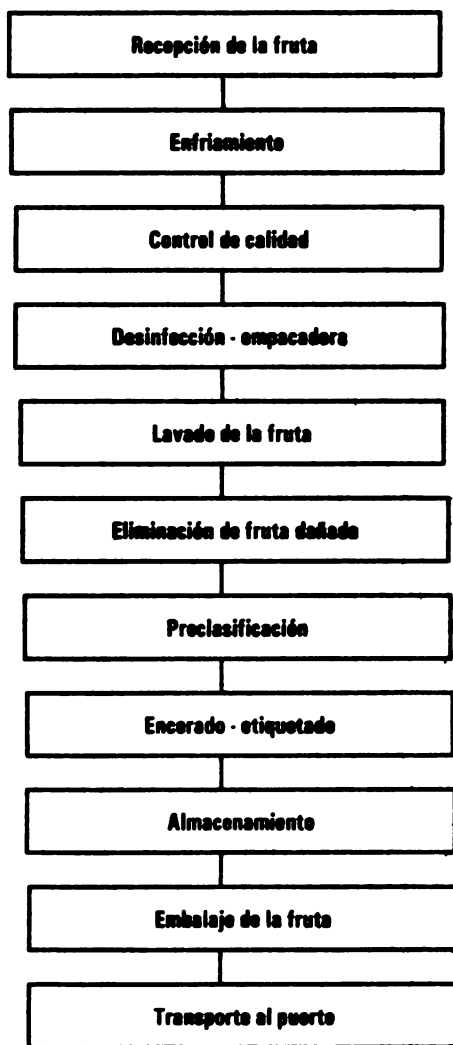 Recepción de la fruta
Enfriamiento
Control de calidad
Desinfección - empacadora
Lavado de la fruta
Eliminación de fruta dañada
Preclasificación
Encerado - etiquetado
Almacenamiento
Embalaje de la fruta
Transporte al puerto